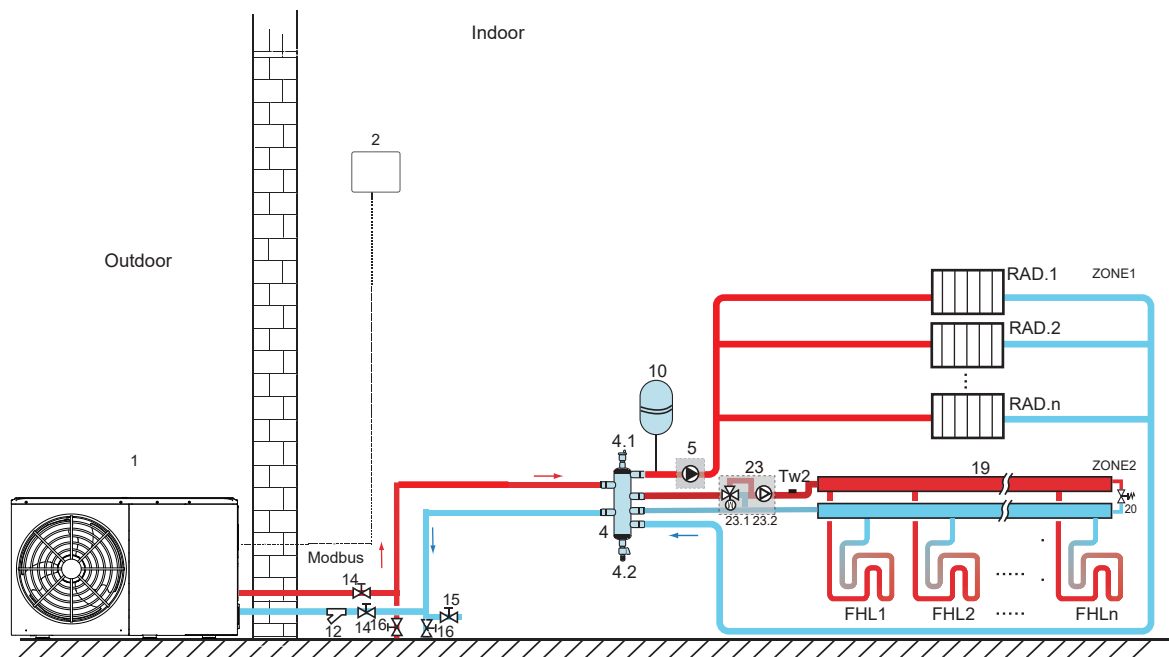 Indoor
2
Outdoor
RAD.1
ZONE1
RAD.2
10
RAD.n
4.1
5
1
23
Tw2
19
ZONE2
20
4
23.1
23.2
Modbus
4.2
14
15
12
14
16
16
FHL1
FHL2
FHLn